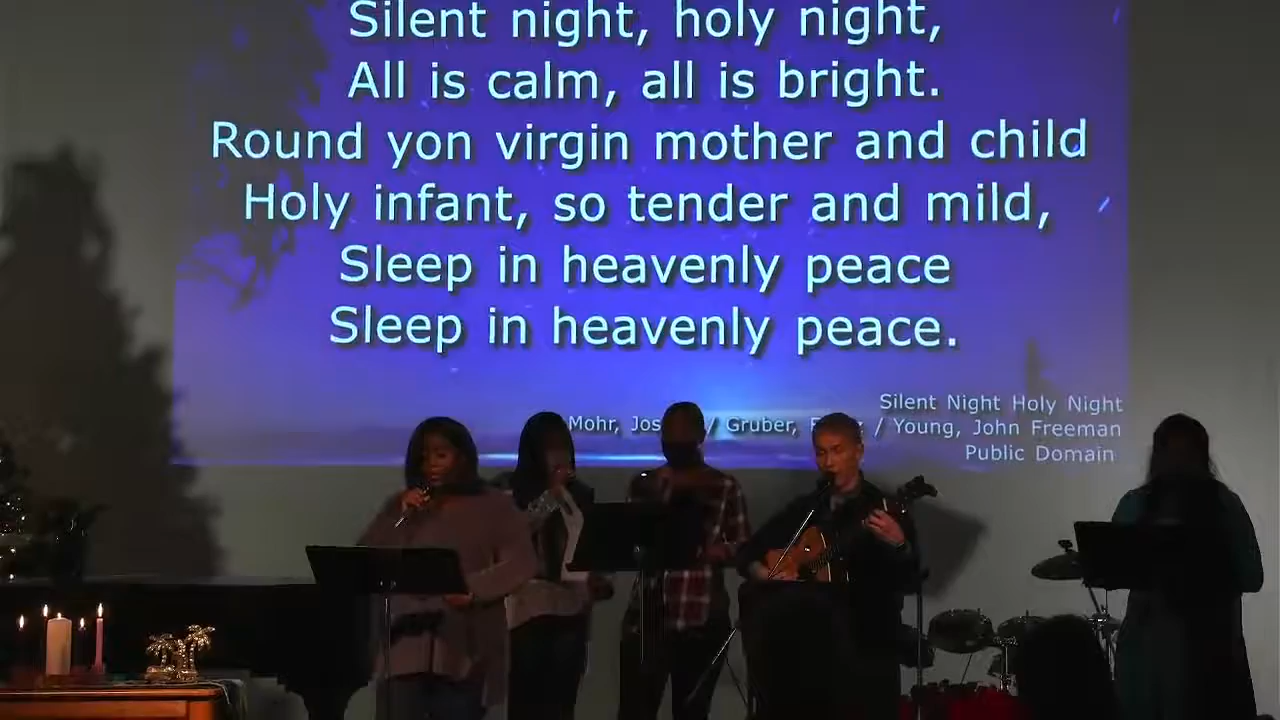 Silent night, holy night,
All is calm, all is bright.
Round yon virgin mother and child
Holy infant, so tender and mild,
Sleep in heavenly peace
Sleep in heavenly peace.
Silent Night Holy Night
Mohr, / Gruber, / Young, John Freeman
Public Domain